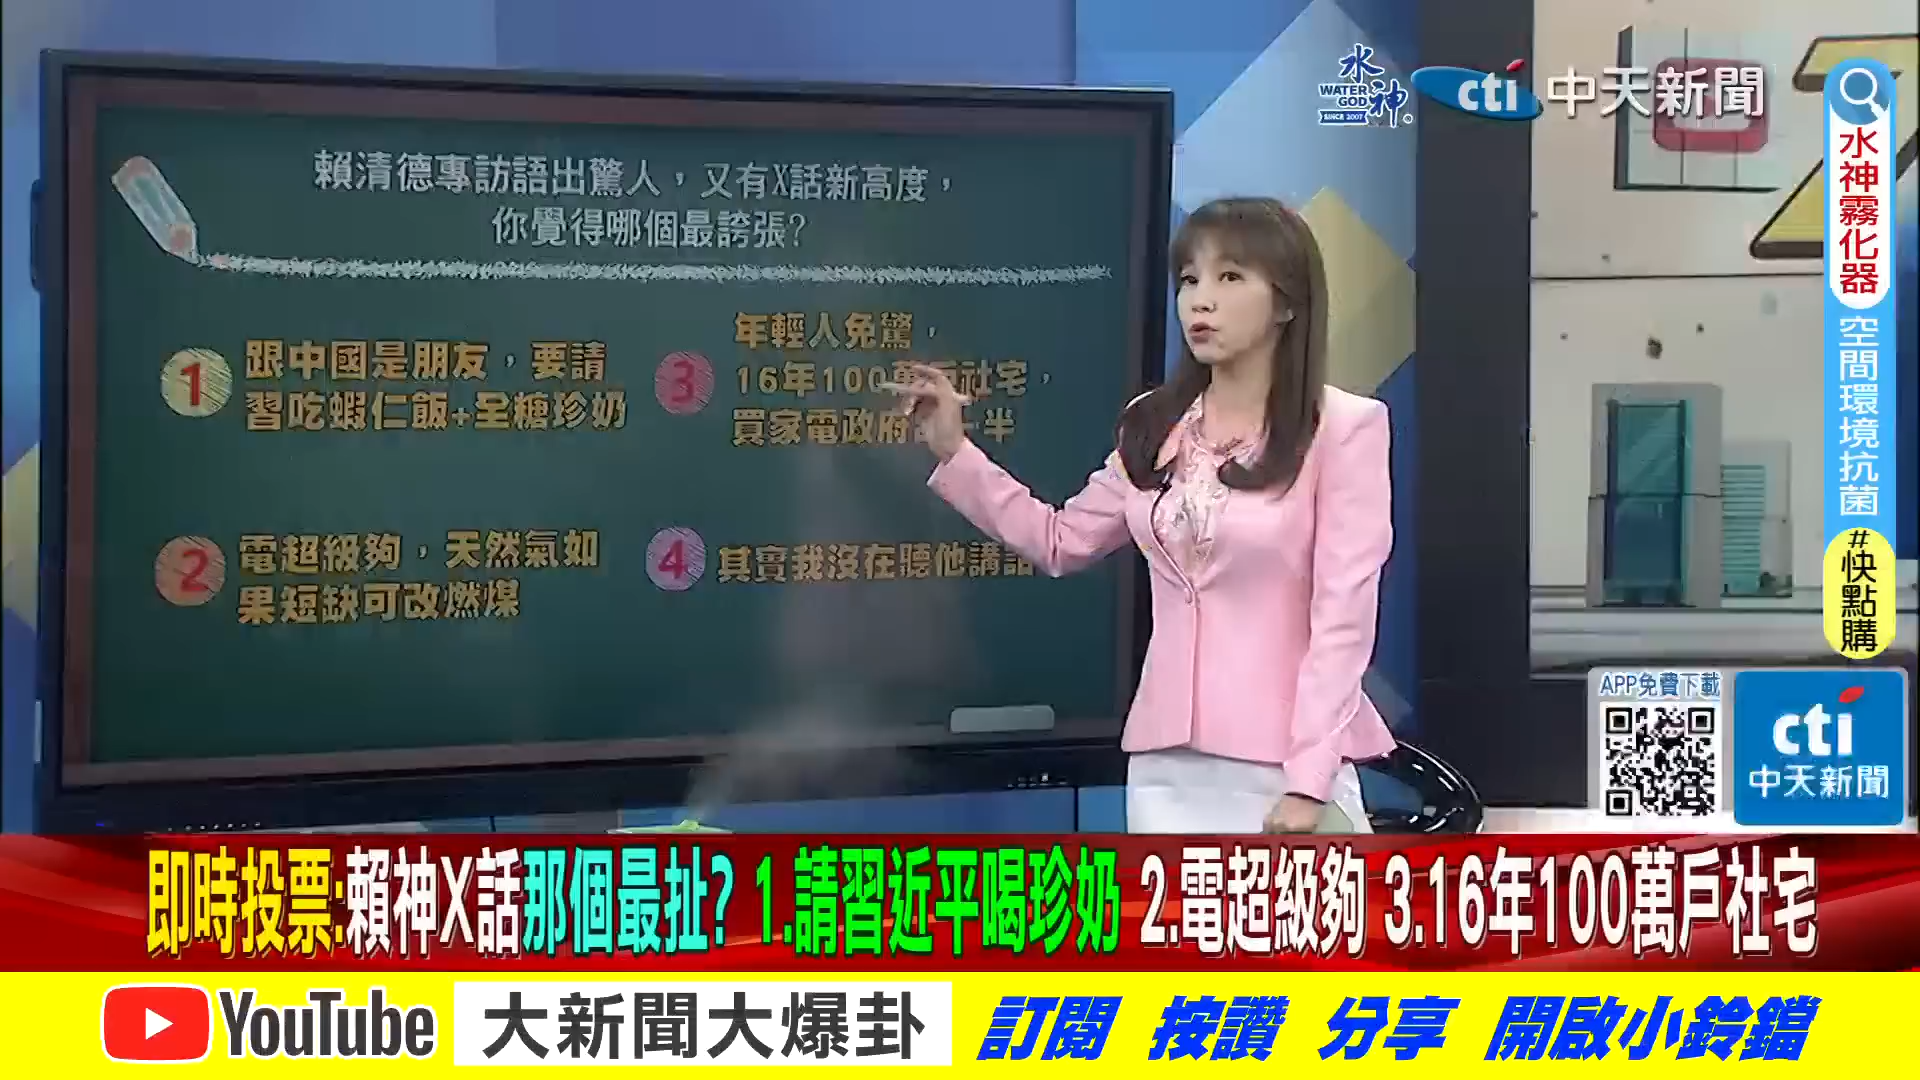 賴清德專訪語出驚人，又有X話新高度，
你覺得哪個最誇張?
1 跟中國是朋友，要請
習吃蝦仁飯+全糖珍奶
2 電超級夠，天然氣如
果短缺可改燃煤
3 年輕人免驚，
16年100萬戶社宅，
買家電政府 一半
4 其實我沒在聽他講話
水神
WATER
GOD
SINCE 2007
cti 中天新聞
水神霧化器
空間環境抗菌
#快點購
APP免費下載
cti
中天新聞
即時投票:賴神X話那個最扯? 1.請習近平喝珍奶 2.電超級夠 3.16年100萬戶社宅
YouTube 大新聞大爆卦 訂閱 按讚 分享 開啟小鈴鐺